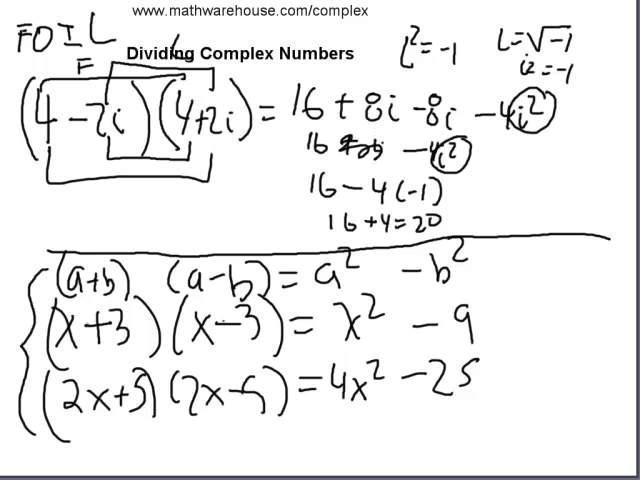 www.mathwarehouse.com/complex
FOIL
Dividing Complex Numbers
i² = -1
i = √-1
i² = -1
F
(4 - 2i)(4 + 2i) = 16 + 8i - 8i - 4i²
16 - 4i²
16 - 4(-1)
16 + 4 = 20
(a+b) (a-b) = a² - b²
(x+3)(x-3) = x² - 9
(2x+5)(2x-5) = 4x² - 25